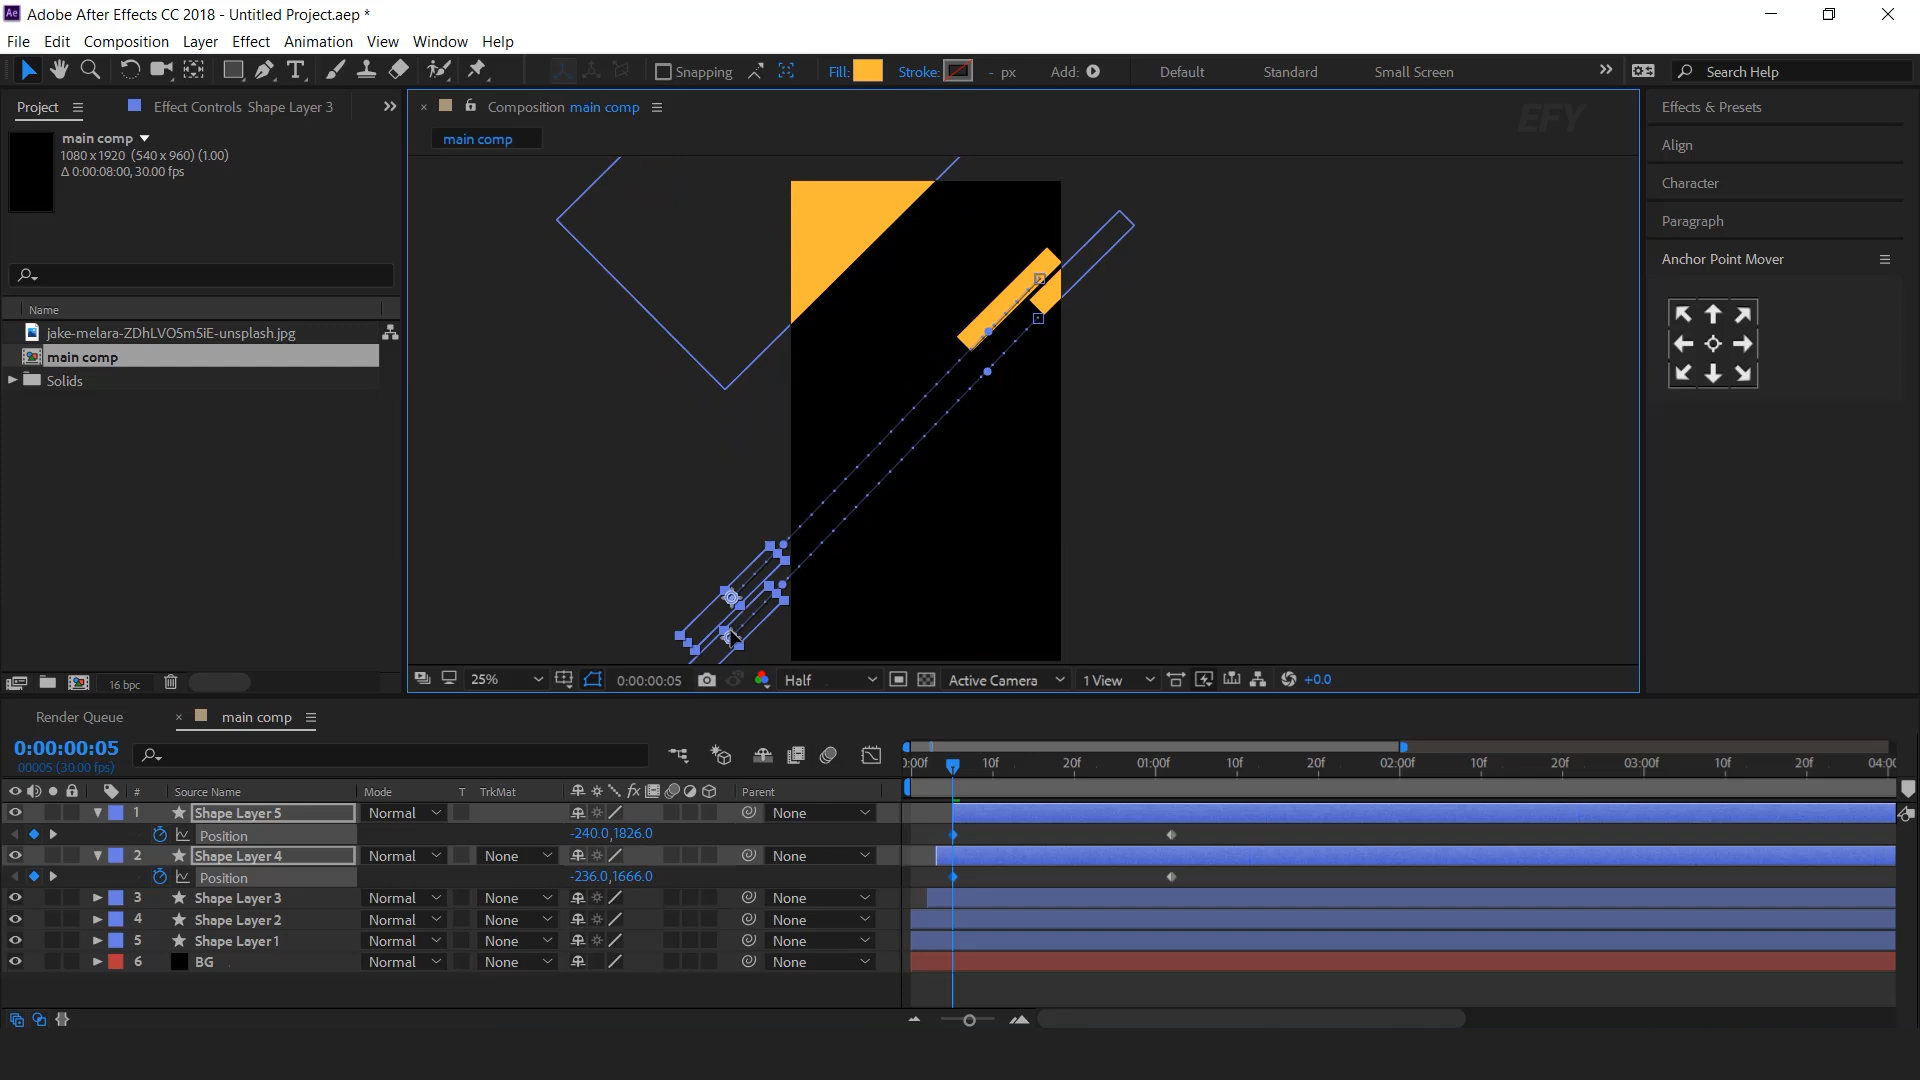 Adobe After Effects CC 2018 - Untitled Project.aep *
File Edit Composition Layer Effect Animation View Window Help
Snapping Fill: Stroke: - px Add: Default Standard Small Screen Search Help
Project Effect Controls Shape Layer 3
Composition main comp
EFY
main comp
main comp
1080 x 1920 (540 x 960) (1.00)
Δ 0:00:08:00, 30.00 fps
Name
jake-melara-ZDhLVO5m5iE-unsplash.jpg
main comp
Solids
16 bpc
Effects & Presets
Align
Character
Paragraph
Anchor Point Mover
25% 0:00:00:05 Half Active Camera 1 View +0.0
Render Queue main comp
0:00:00:05
00005 (30.00 fps)
):00f 10f 20f 01:00f 10f 20f 02:00f 10f 20f 03:00f 10f 20f 04:00
# Source Name Mode T TrkMat Parent
1 Shape Layer 5 Normal None
Position -240.0,1826.0
2 Shape Layer 4 Normal None None
Position -236.0,1666.0
3 Shape Layer 3 Normal None None
4 Shape Layer 2 Normal None None
5 Shape Layer 1 Normal None None
6 BG Normal None None